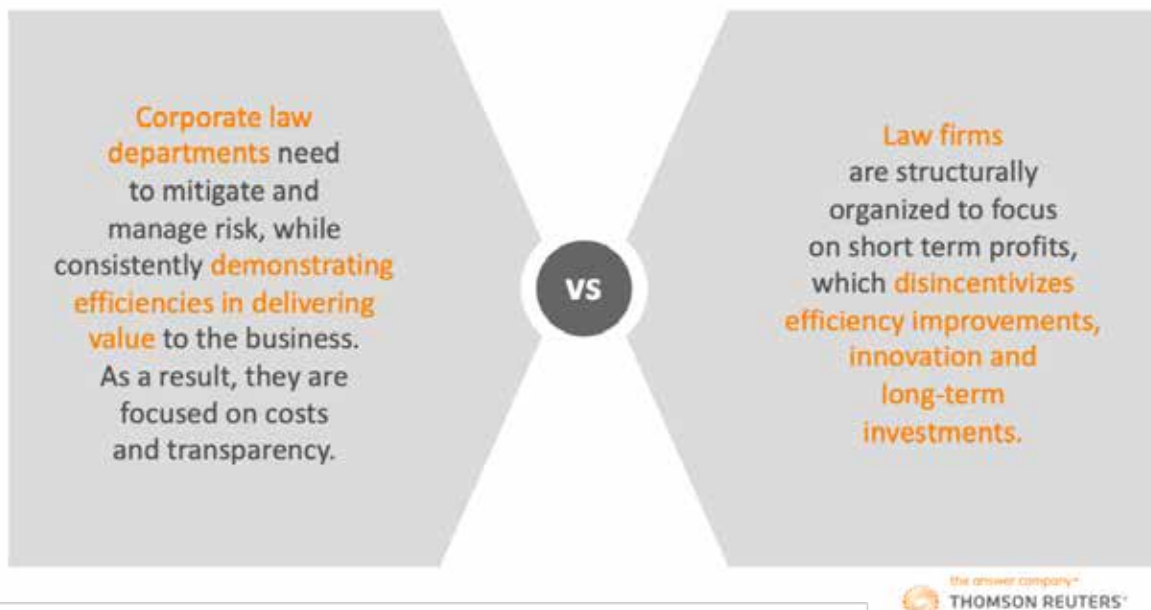 Corporate law
departments need
to mitigate and
manage risk, while
consistently demonstrating
efficiencies in delivering
value to the business.
As a result, they are
focused on costs
and transparency.
VS
Law firms
are structurally
organized to focus
on short term profits,
which disincentivizes
efficiency improvements,
innovation and
long-term
investments.
the answer company™
THOMSON REUTERS®